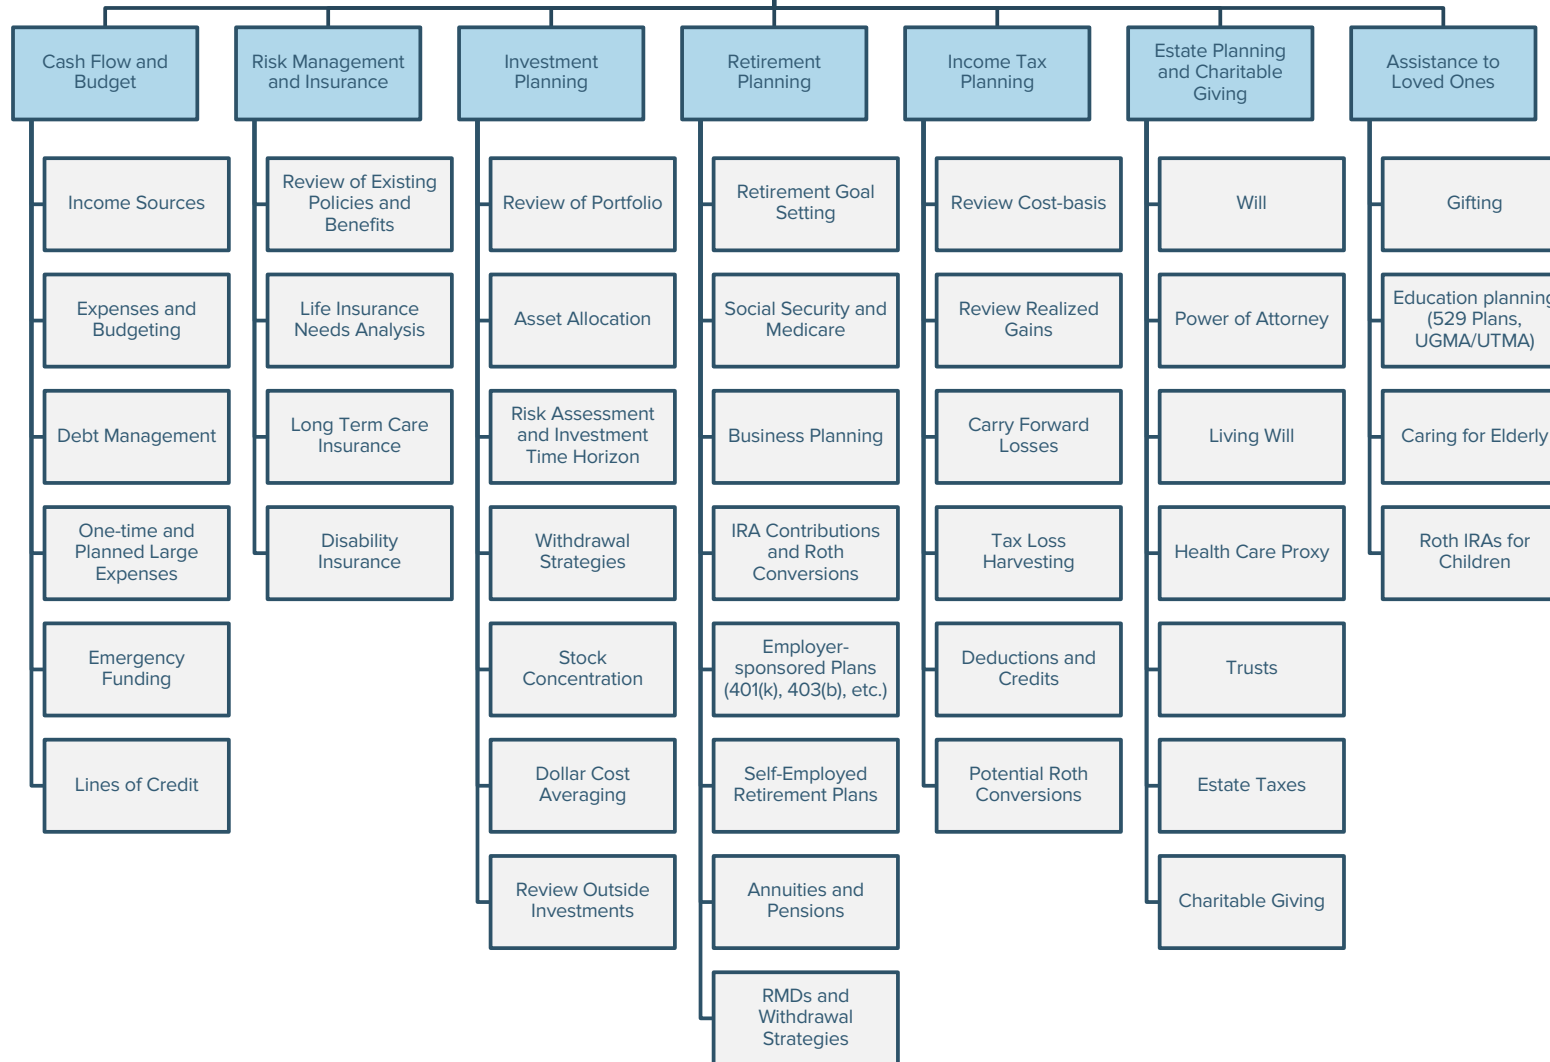 Cash Flow and
Budget
Risk Management
and Insurance
Investment
Planning
Retirement
Planning
Income Tax
Planning
Estate Planning
and Charitable
Giving
Assistance to
Loved Ones
Income Sources
Expenses and
Budgeting
Debt Management
One-time and
Planned Large
Expenses
Emergency
Funding
Lines of Credit
Review of Existing
Policies and
Benefits
Life Insurance
Needs Analysis
Long Term Care
Insurance
Disability
Insurance
Review of Portfolio
Asset Allocation
Risk Assessment
and Investment
Time Horizon
Withdrawal
Strategies
Stock
Concentration
Dollar Cost
Averaging
Review Outside
Investments
Retirement Goal
Setting
Social Security and
Medicare
Business Planning
IRA Contributions
and Roth
Conversions
Employer-
sponsored Plans
(401(k), 403(b), etc.)
Self-Employed
Retirement Plans
Annuities and
Pensions
RMDs and
Withdrawal
Strategies
Review Cost-basis
Review Realized
Gains
Carry Forward
Losses
Tax Loss
Harvesting
Deductions and
Credits
Potential Roth
Conversions
Will
Power of Attorney
Living Will
Health Care Proxy
Trusts
Estate Taxes
Charitable Giving
Gifting
Education planning
(529 Plans,
UGMA/UTMA)
Caring for Elderly
Roth IRAs for
Children